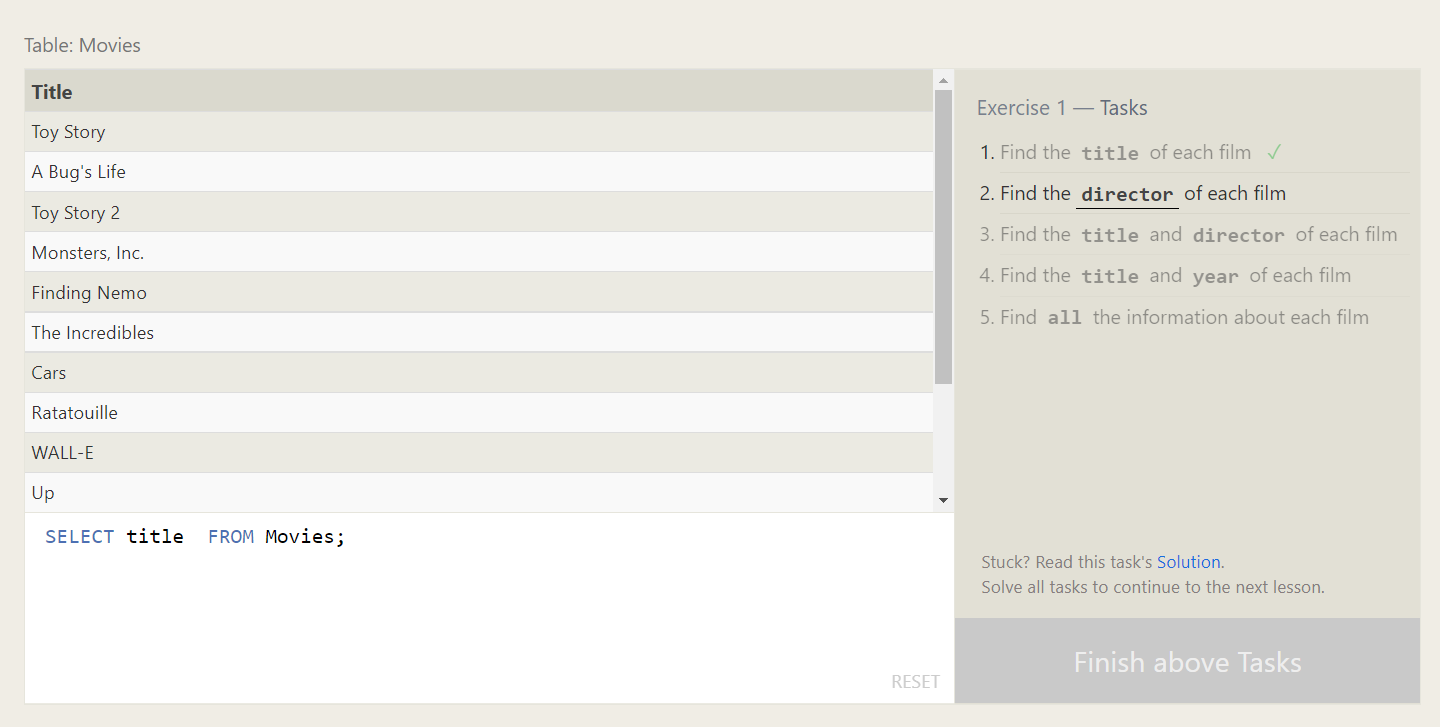 Table: Movies
Title
Toy Story
A Bug's Life
Toy Story 2
Monsters, Inc.
Finding Nemo
The Incredibles
Cars
Ratatouille
WALL-E
Up
SELECT title  FROM Movies;
RESET
Exercise 1 — Tasks
1. Find the title of each film ✓
2. Find the director of each film
3. Find the title and director of each film
4. Find the title and year of each film
5. Find all the information about each film
Stuck? Read this task's Solution.
Solve all tasks to continue to the next lesson.
Finish above Tasks